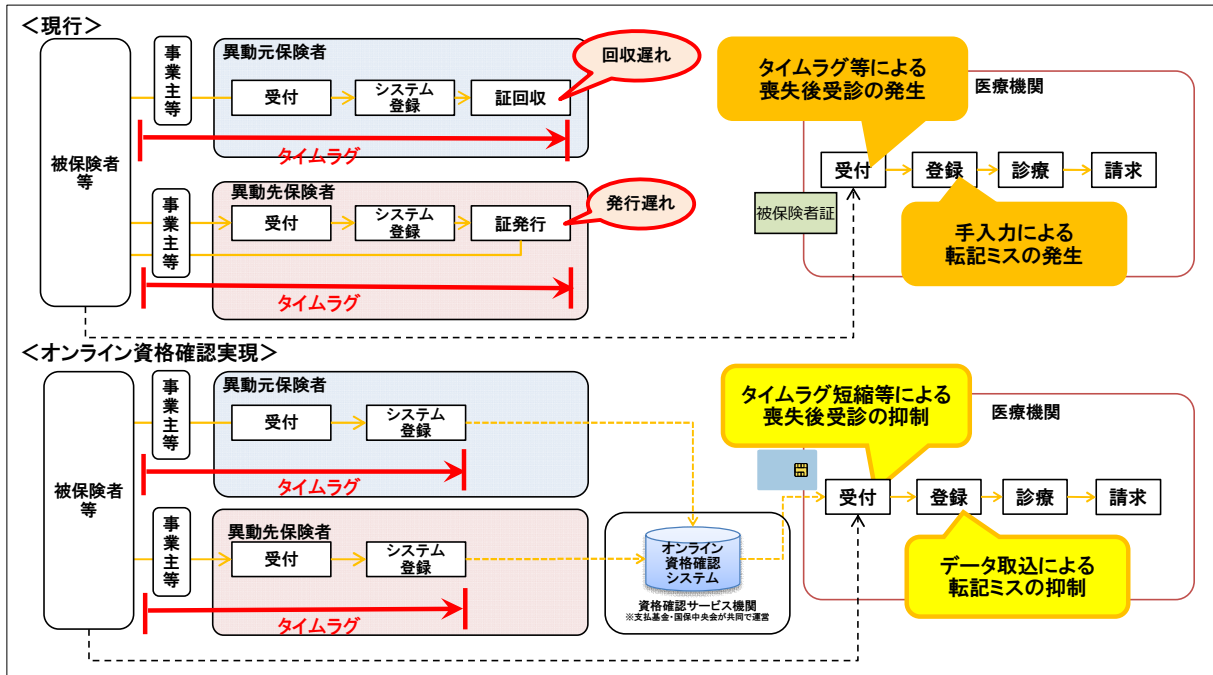 ＜現行＞
被保険者
等
事業主等
異動元保険者
受付
システム
登録
証回収
回収遅れ
タイムラグ
事業主等
異動先保険者
受付
システム
登録
証発行
発行遅れ
タイムラグ
タイムラグ等による
喪失後受診の発生
医療機関
受付
登録
診療
請求
被保険者証
手入力による
転記ミスの発生
＜オンライン資格確認実現＞
被保険者
等
事業主等
異動元保険者
受付
システム
登録
タイムラグ
事業主等
異動先保険者
受付
システム
登録
タイムラグ
オンライン
資格確認
システム
資格確認サービス機関
※支払基金・国保中央会が共同で運営
タイムラグ短縮等による
喪失後受診の抑制
医療機関
受付
登録
診療
請求
データ取込による
転記ミスの抑制